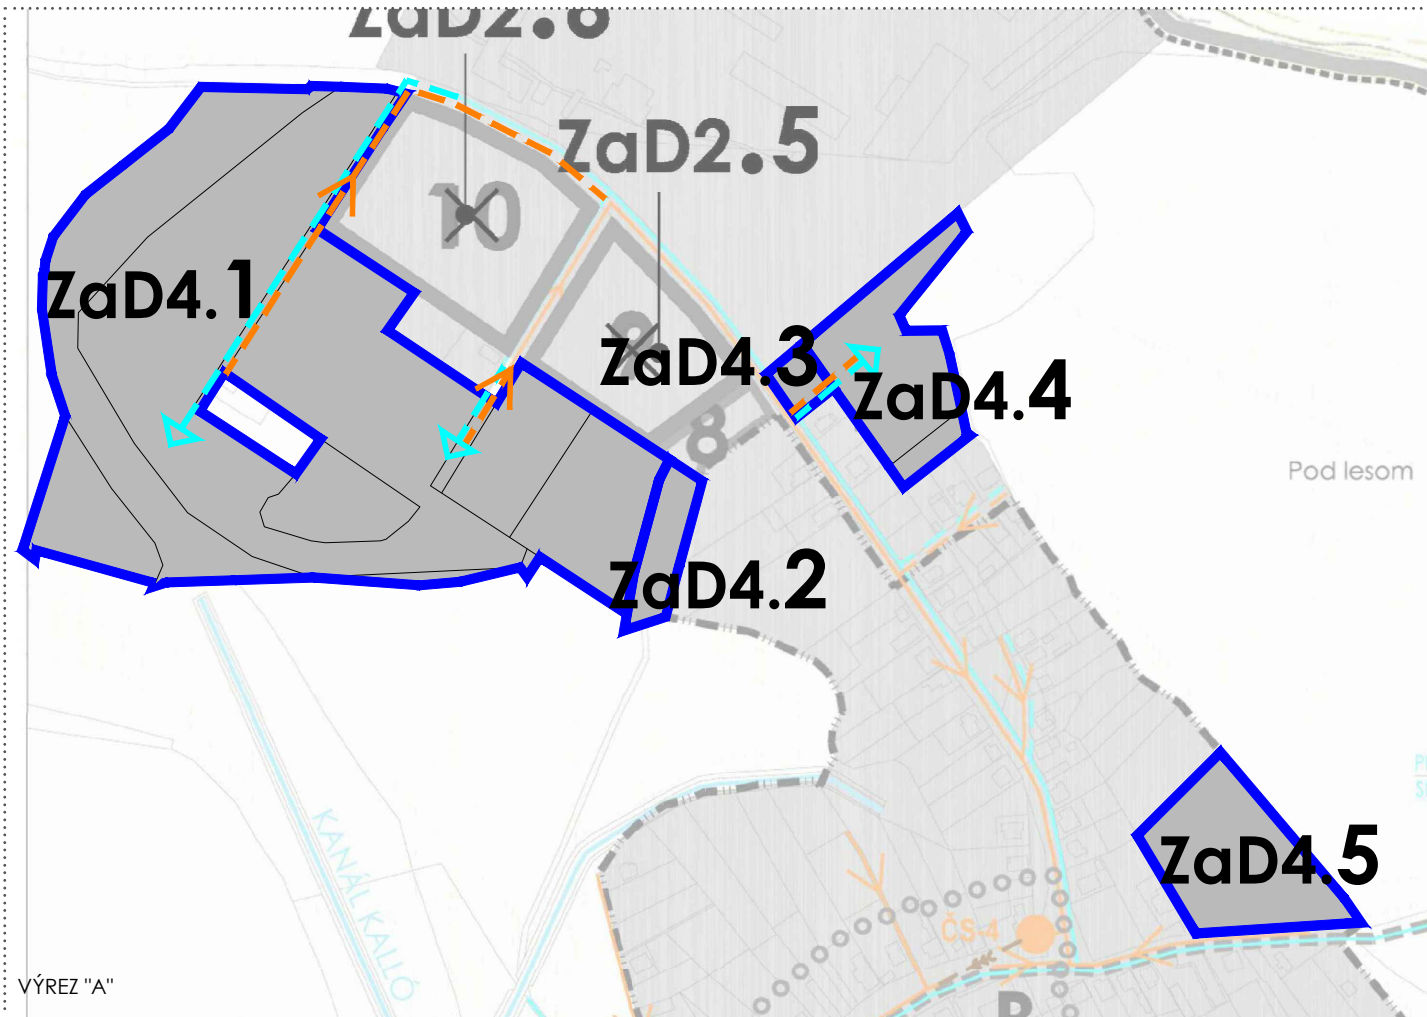 ZaD2.6
ZaD2.5
10
9
ZaD4.1
ZaD4.3
ZaD4.4
8
Pod lesom
ZaD4.2
KANÁL KALLÓ
ZaD4.5
ČS-4
VÝREZ "A"